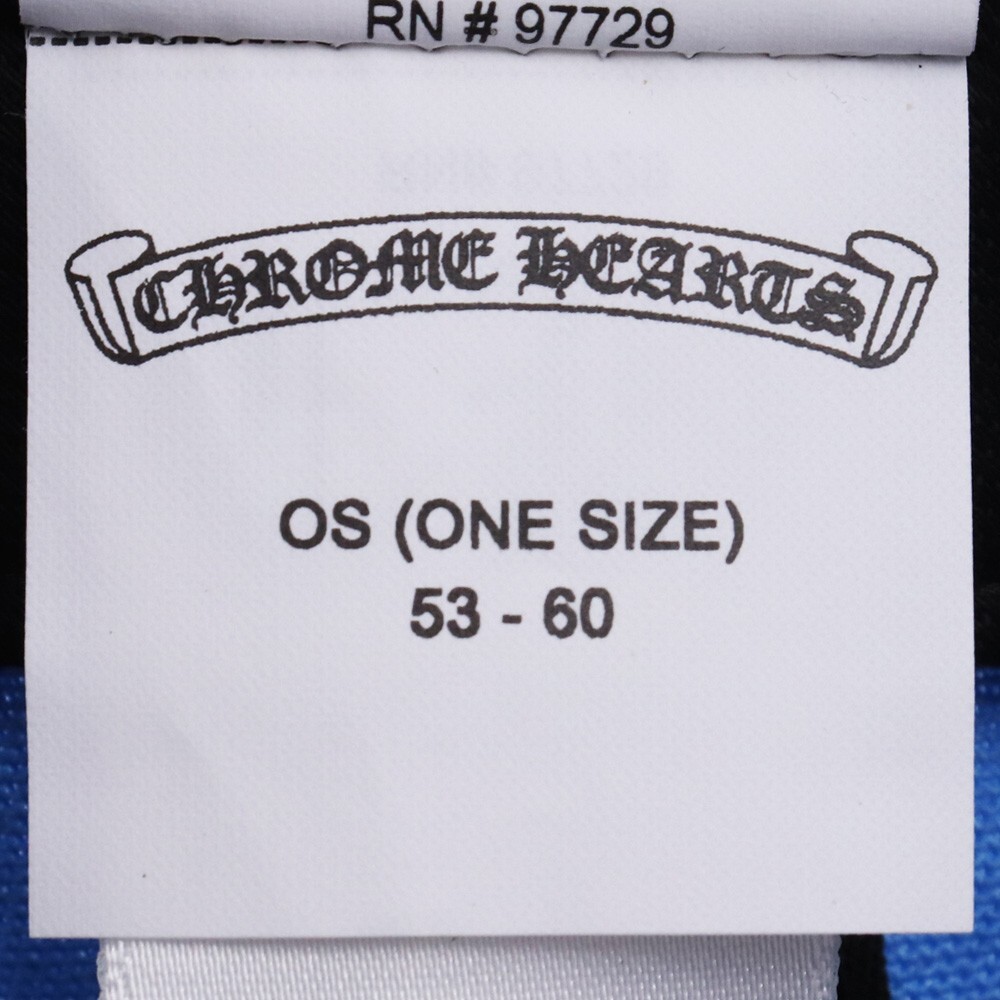 RN # 97729
CHROME HEARTS
OS (ONE SIZE)
53 - 60